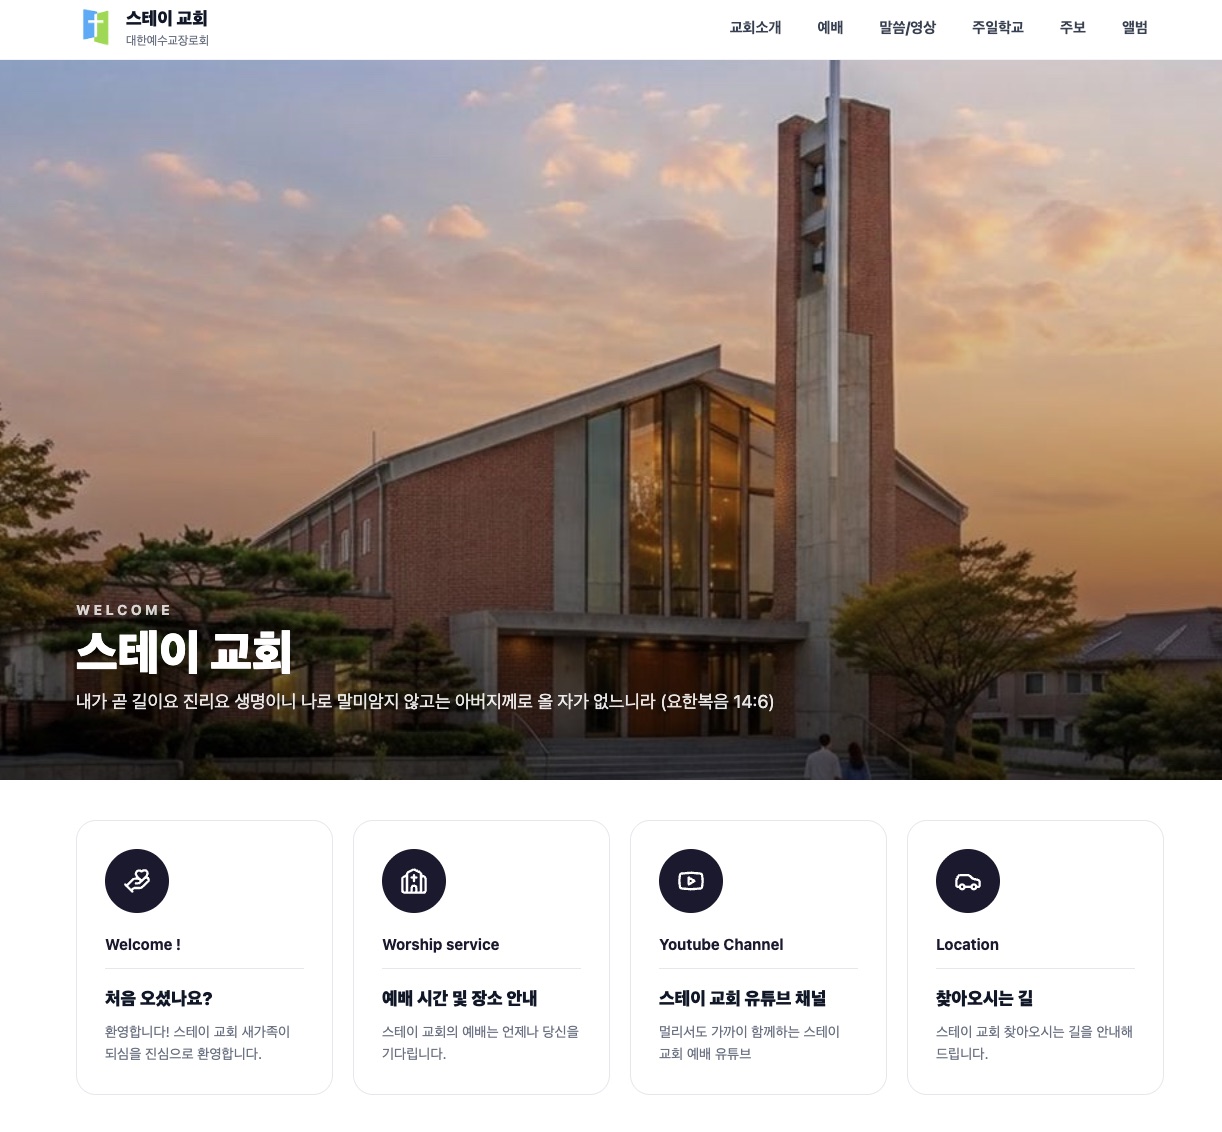 스테이 교회
대한예수교장로회
교회소개 예배 말씀/영상 주일학교 주보 앨범
WELCOME
스테이 교회
내가 곧 길이요 진리요 생명이니 나로 말미암지 않고는 아버지께로 올 자가 없느니라 (요한복음 14:6)
Welcome !
처음 오셨나요?
환영합니다! 스테이 교회 새가족이
되심을 진심으로 환영합니다.
Worship service
예배 시간 및 장소 안내
스테이 교회의 예배는 언제나 당신을
기다립니다.
Youtube Channel
스테이 교회 유튜브 채널
멀리서도 가까이 함께하는 스테이
교회 예배 유튜브
Location
찾아오시는 길
스테이 교회 찾아오시는 길을 안내해
드립니다.